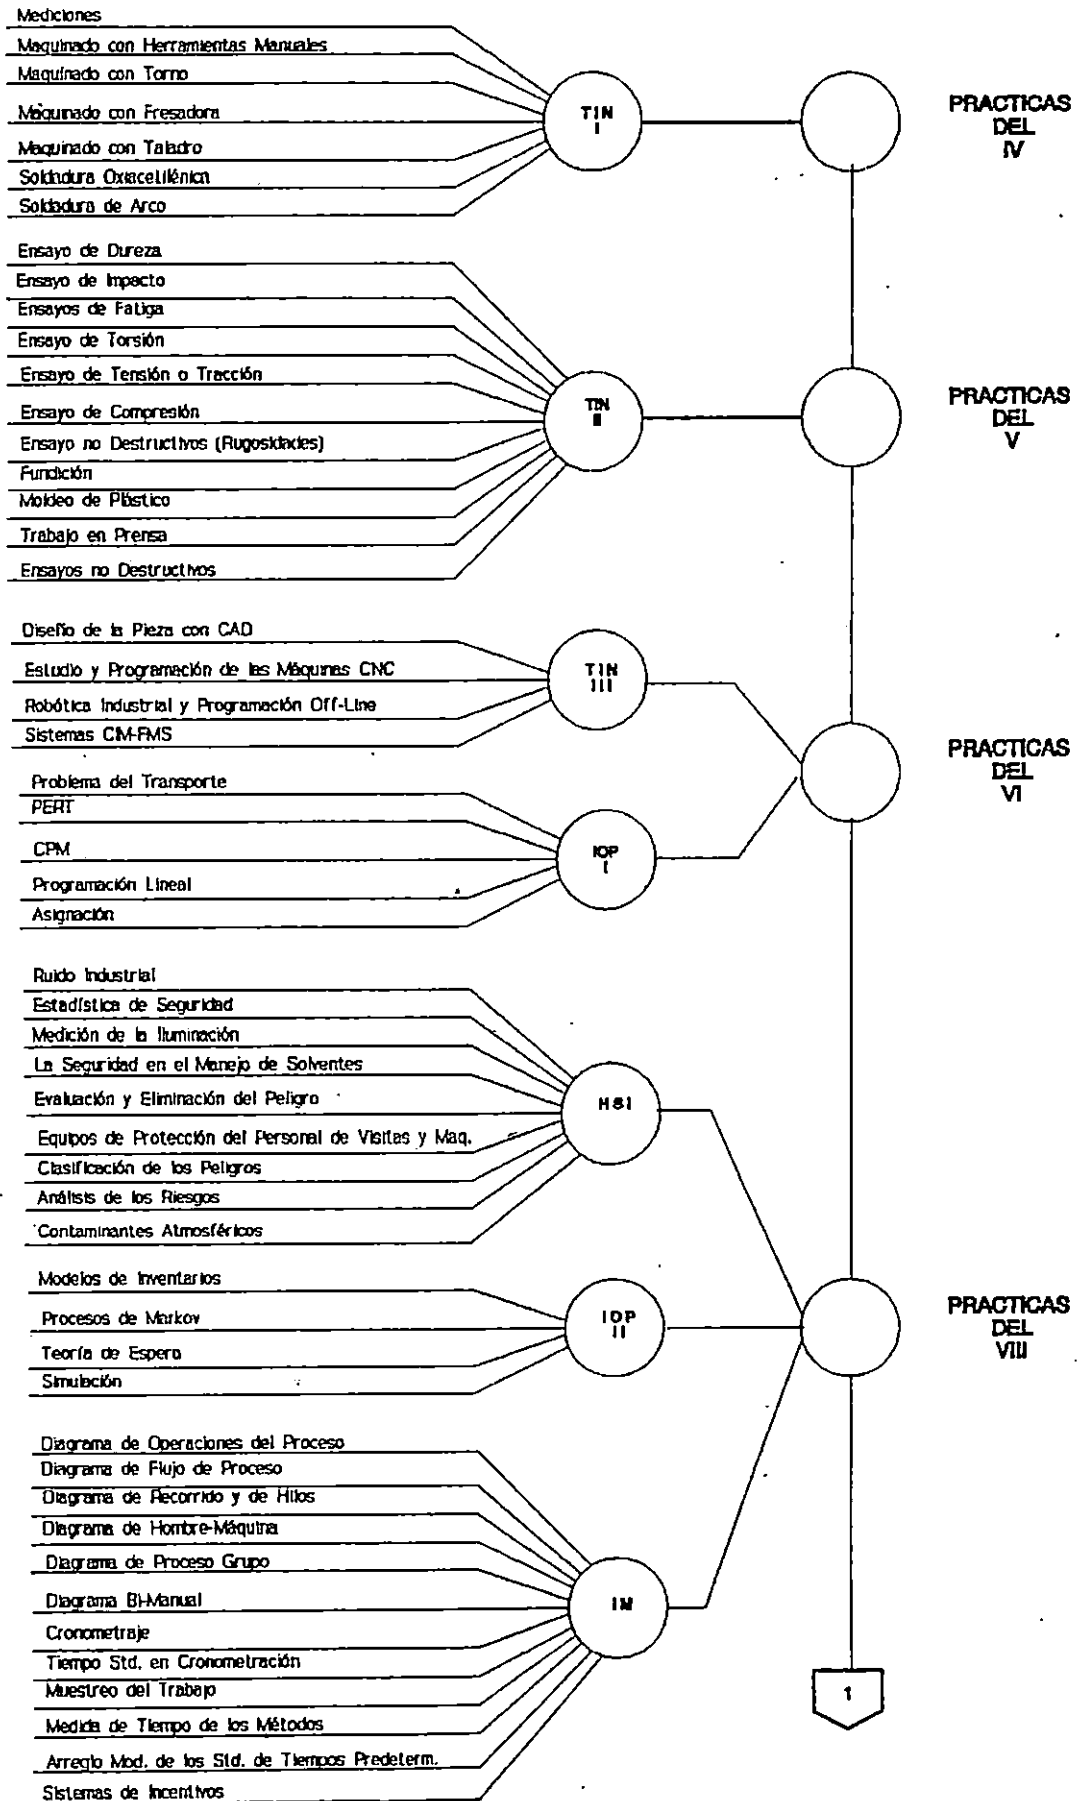 Mediciones
Maquinado con Herramientas Manuales
Maquinado con Torno
Maquinado con Fresadora
Maquinado con Taladro
Soldadura Oxiacetilénica
Soldadura de Arco
TIN
I
PRACTICAS
DEL
IV
Ensayo de Dureza
Ensayo de Impacto
Ensayos de Fatiga
Ensayo de Torsión
Ensayo de Tensión o Tracción
Ensayo de Compresión
Ensayo no Destructivos (Rugosidades)
Fundición
Moldeo de Plástico
Trabajo en Prensa
Ensayos no Destructivos
TIN
II
PRACTICAS
DEL
V
Diseño de la Pieza con CAD
Estudio y Programación de las Máquinas CNC
Robótica Industrial y Programación Off-Line
Sistemas CIM-FMS
TIN
III
Problema del Transporte
PERT
CPM
Programación Lineal
Asignación
IOP
I
PRACTICAS
DEL
VI
Ruido Industrial
Estadística de Seguridad
Medición de la Iluminación
La Seguridad en el Manejo de Solventes
Evaluación y Eliminación del Peligro
Equipos de Protección del Personal de Visitas y Maq.
Clasificación de los Peligros
Análisis de los Riesgos
Contaminantes Atmosféricos
HSI
Modelos de Inventarios
Procesos de Markov
Teoría de Espera
Simulación
IOP
II
PRACTICAS
DEL
VIII
Diagrama de Operaciones del Proceso
Diagrama de Flujo de Proceso
Diagrama de Recorrido y de Hilos
Diagrama de Hombre-Máquina
Diagrama de Proceso Grupo
Diagrama Bi-Manual
Cronometraje
Tiempo Std. en Cronometración
Muestreo del Trabajo
Medida de Tiempo de los Métodos
Arreglo Mod. de los Std. de Tiempos Predeterm.
Sistemas de Incentivos
IM
1